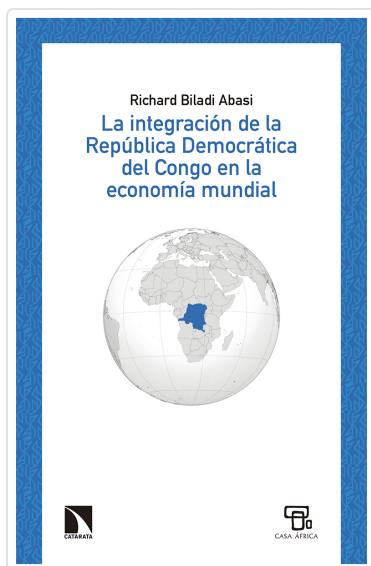 Richard Biladi Abasi
La integración de la
República Democrática
del Congo en la
economía mundial
CATARATA
CASA ÁFRICA